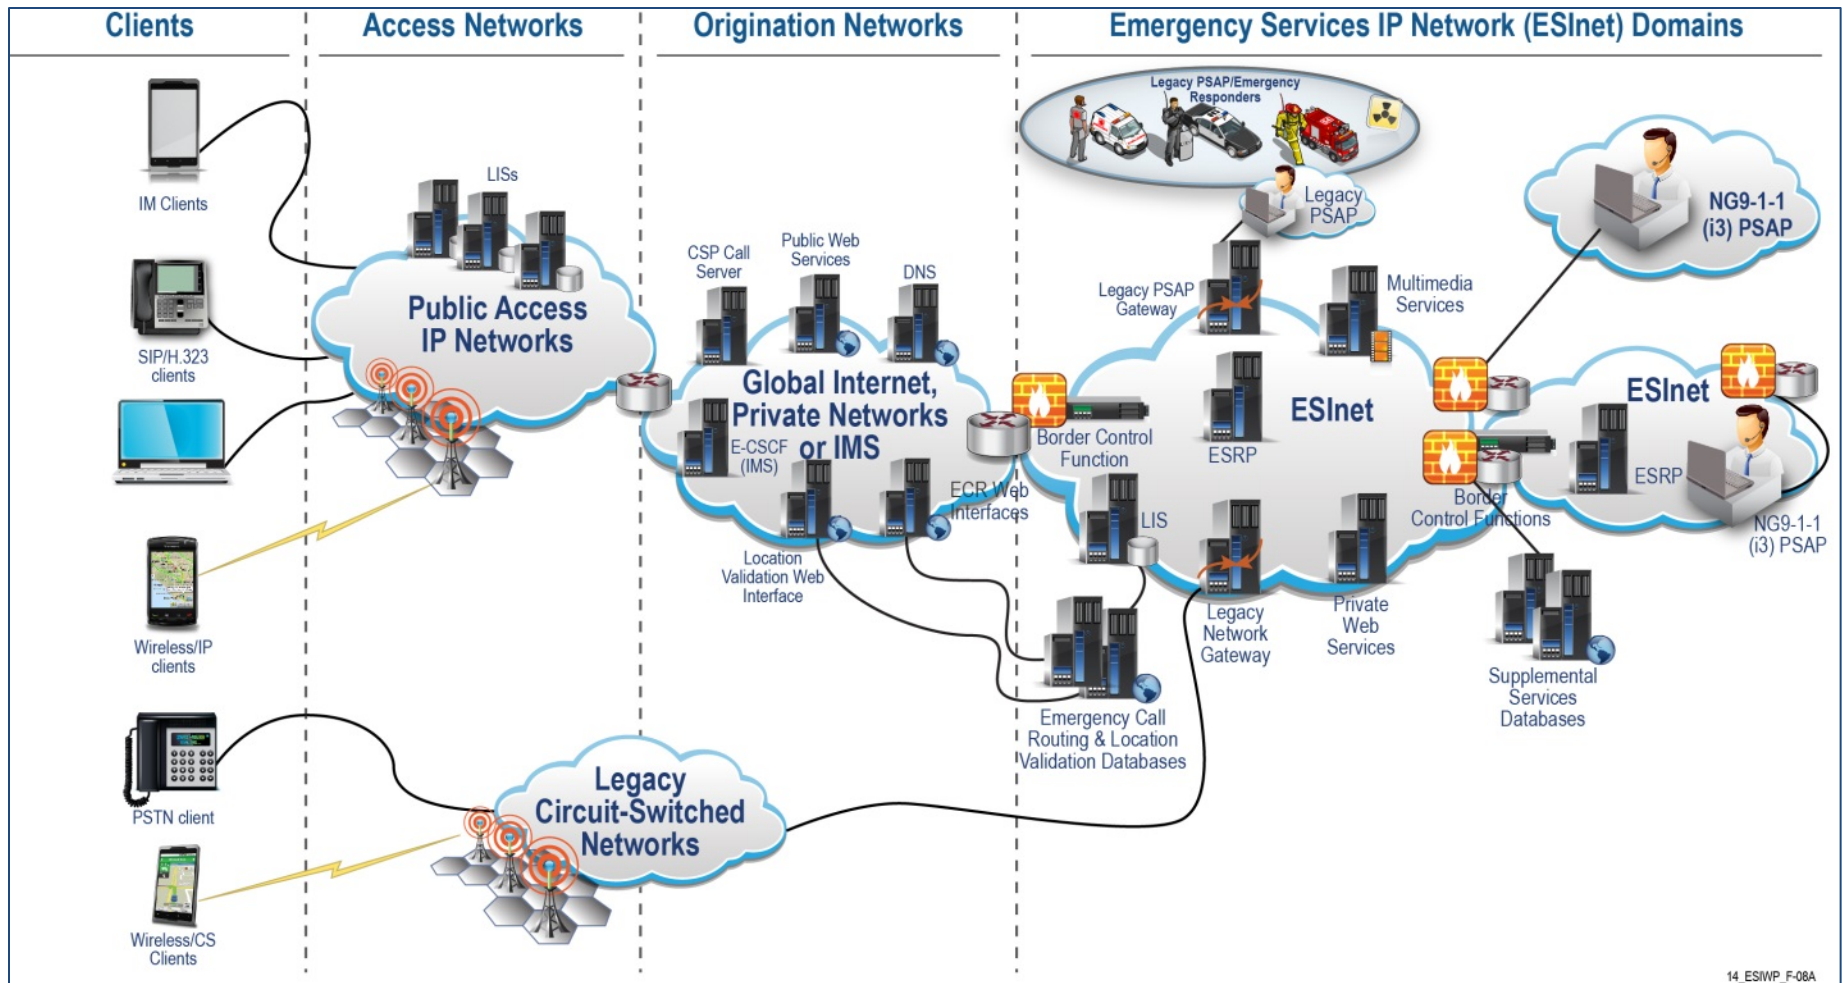 Clients
Access Networks
Origination Networks
Emergency Services IP Network (ESInet) Domains
IM Clients
SIP/H.323
clients
Wireless/IP
clients
PSTN client
Wireless/CS
Clients
LISs
Public Access
IP Networks
Legacy
Circuit-Switched
Networks
CSP Call
Server
Public Web
Services
DNS
Global Internet,
Private Networks
or IMS
E-CSCF
(IMS)
ECR Web
Interfaces
Location
Validation Web
Interface
Legacy PSAP/Emergency
Responders
Legacy
PSAP
Legacy PSAP
Gateway
Multimedia
Services
ESInet
ESRP
Border Control
Function
LIS
Legacy
Network
Gateway
Private
Web
Services
Emergency Call
Routing & Location
Validation Databases
NG9-1-1
(i3) PSAP
ESInet
ESRP
Border
Control Functions
NG9-1-1
(i3) PSAP
Supplemental
Services
Databases
14_ESIWP_F-08A